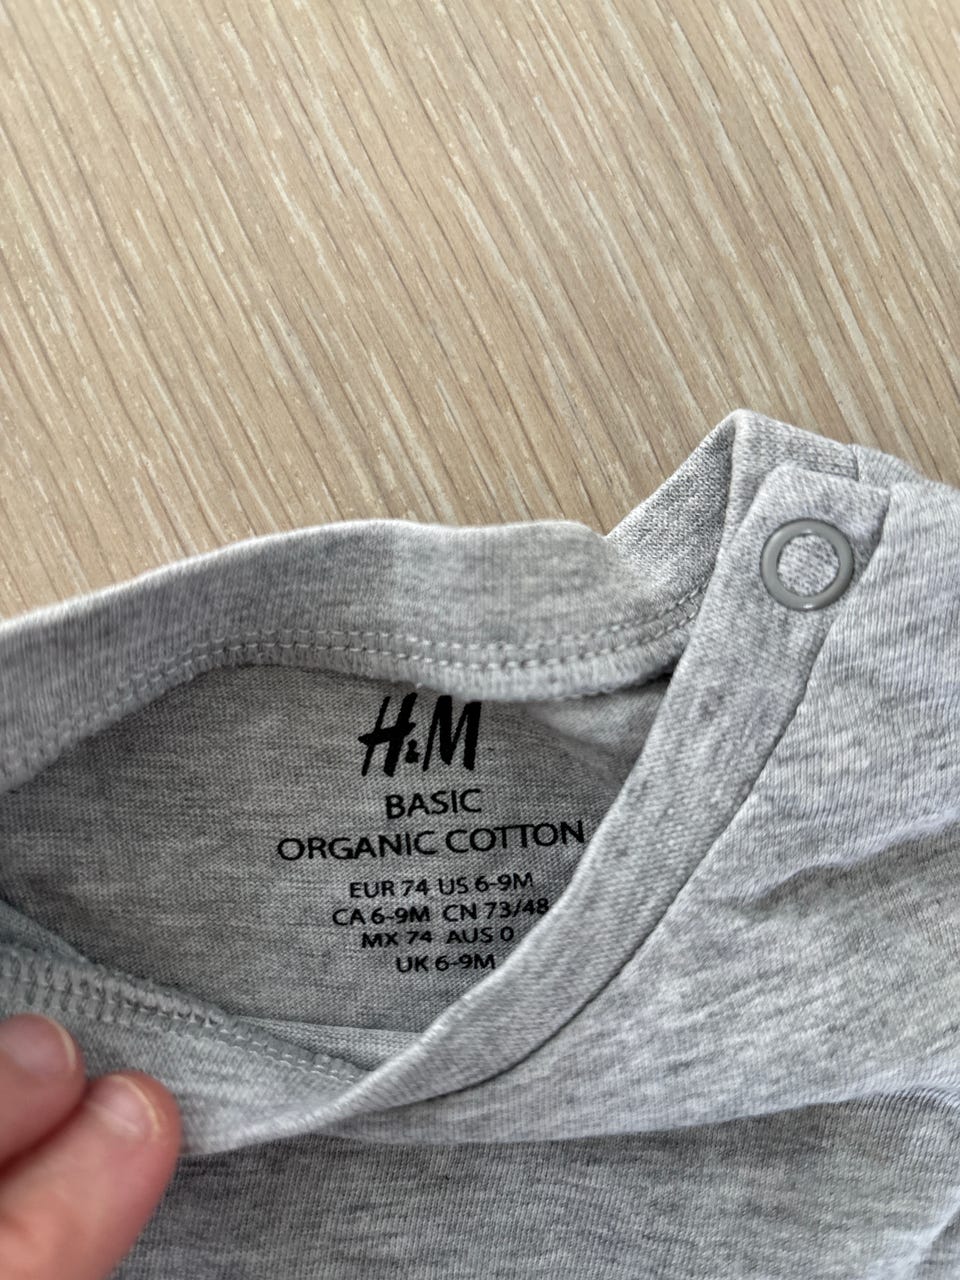 H&M
BASIC
ORGANIC COTTON
EUR 74 US 6-9M
CA 6-9M CN 73/48
MX 74 AUS 0
UK 6-9M